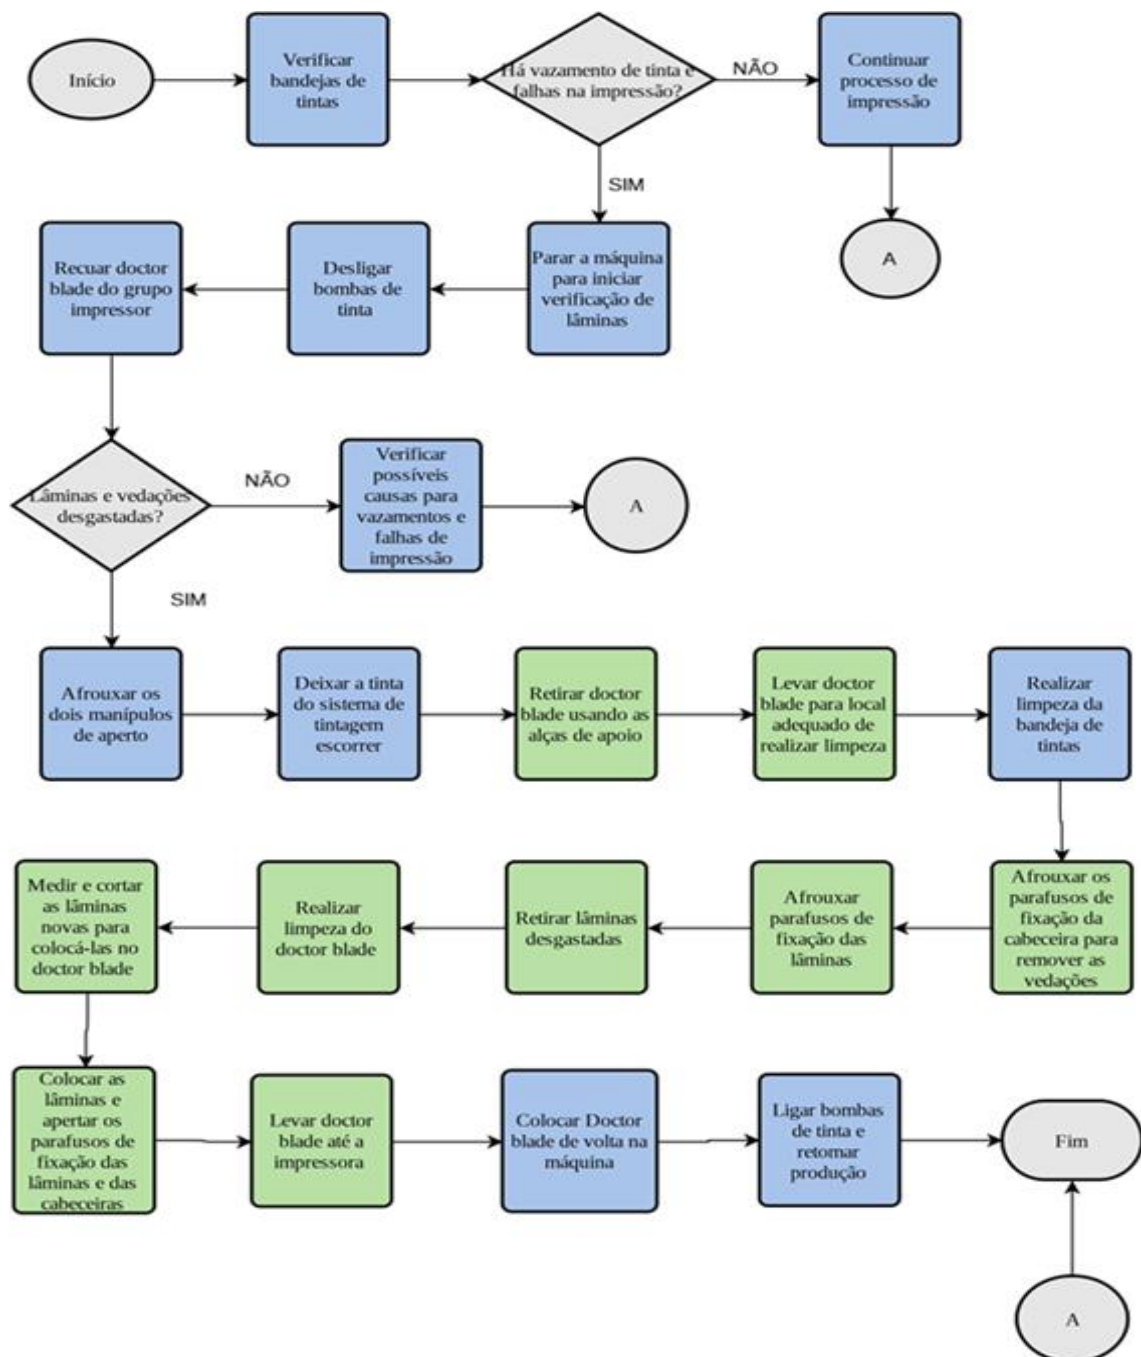 Início
Verificar
bandejas de
tintas
Há vazamento de tinta e
falhas na impressão?
NÃO
Continuar
processo de
impressão
SIM
A
Recuar doctor
blade do grupo
impressor
Desligar
bombas de
tinta
Parar a máquina
para iniciar
verificação de
lâminas
Lâminas e vedações
desgastadas?
NÃO
Verificar
possíveis
causas para
vazamentos e
falhas de
impressão
A
SIM
Afrouxar os
dois manípulos
de aperto
Deixar a tinta
do sistema de
tintagem
escorrer
Retirar doctor
blade usando as
alças de apoio
Levar doctor
blade para local
adequado de
realizar limpeza
Realizar
limpeza da
bandeja de
tintas
Medir e cortar
as lâminas
novas para
colocá-las no
doctor blade
Realizar
limpeza do
doctor blade
Retirar lâminas
desgastadas
Afrouxar
parafusos de
fixação das
lâminas
Afrouxar os
parafusos de
fixação da
cabeceira para
remover as
vedações
Colocar as
lâminas e
apertar os
parafusos de
fixação das
lâminas e das
cabeceiras
Levar doctor
blade até a
impressora
Colocar Doctor
blade de volta na
máquina
Ligar bombas
de tinta e
retomar
produção
Fim
A